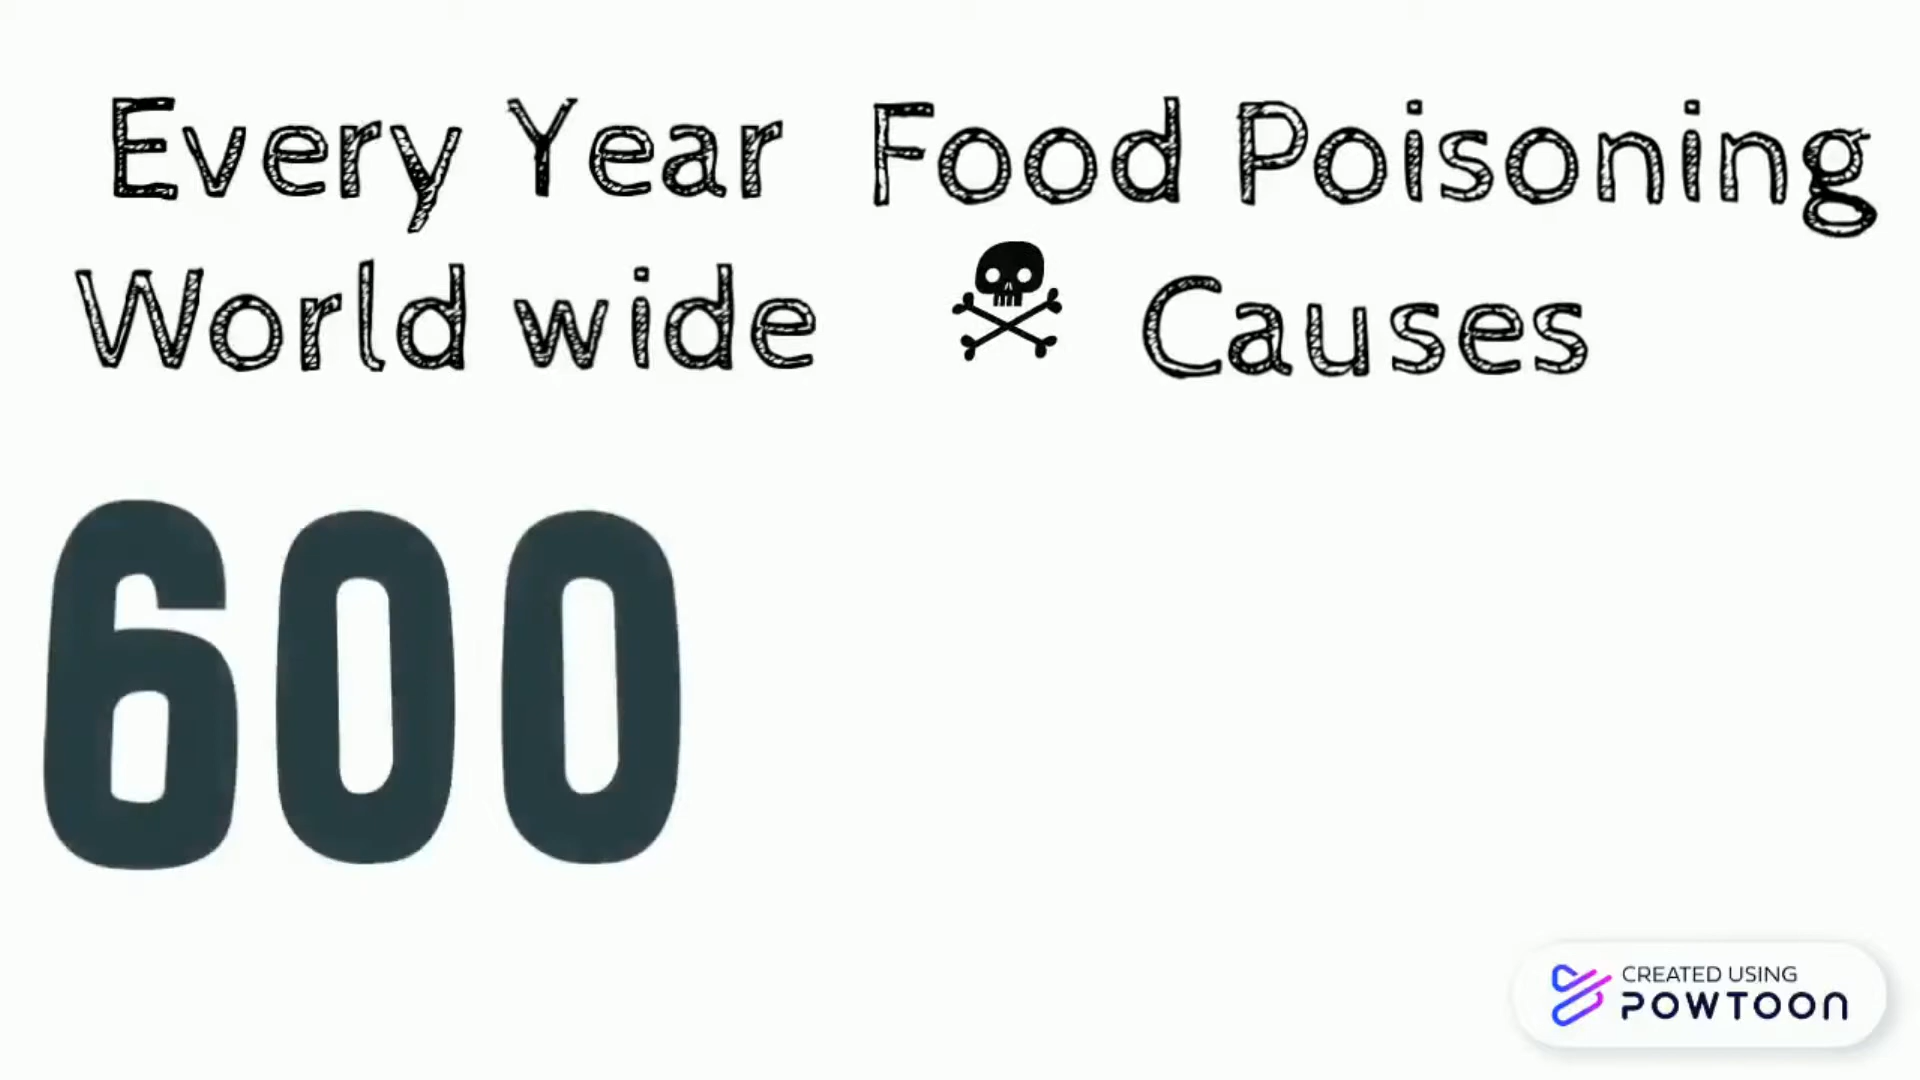 Every Year Food Poisoning
World wide Causes
600
CREATED USING
POWTOON